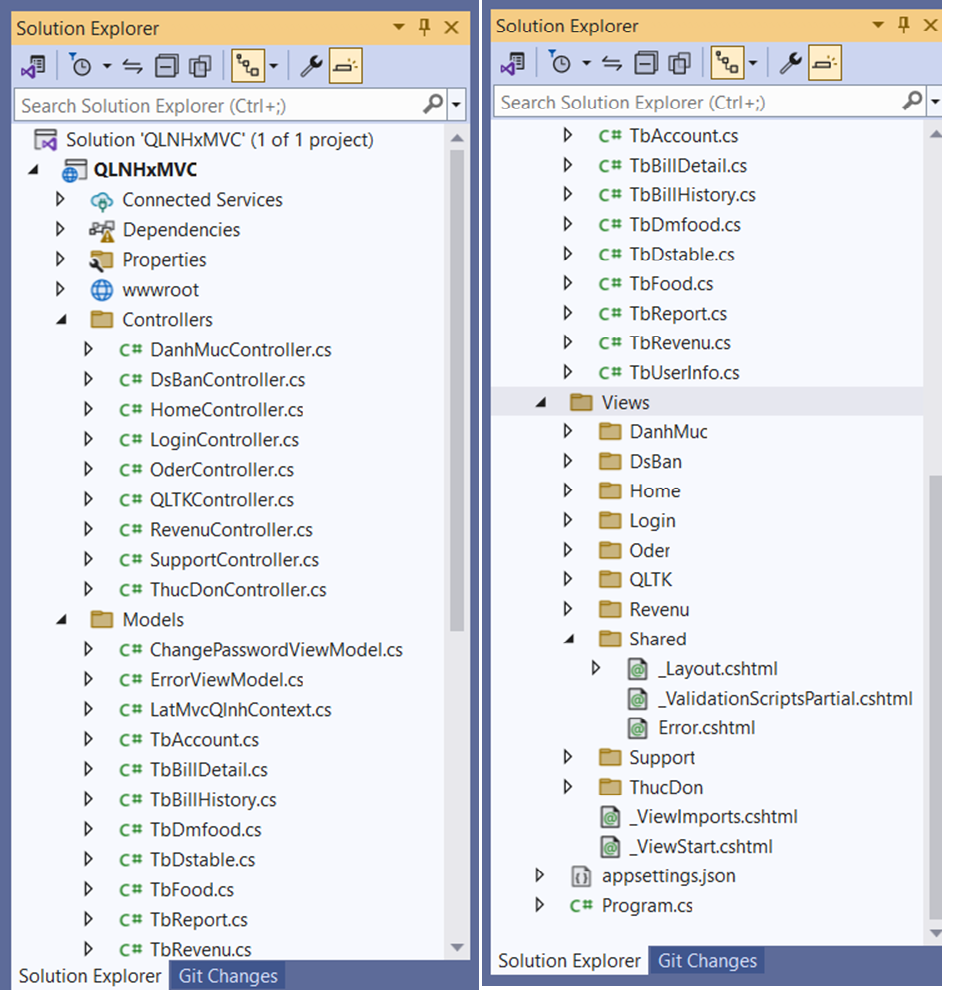 Solution Explorer
Search Solution Explorer (Ctrl+;)
Solution 'QLNHxMVC' (1 of 1 project)
QLNHxMVC
Connected Services
Dependencies
Properties
wwwroot
Controllers
C# DanhMucController.cs
C# DsBanController.cs
C# HomeController.cs
C# LoginController.cs
C# OderController.cs
C# QLTKController.cs
C# RevenuController.cs
C# SupportController.cs
C# ThucDonController.cs
Models
C# ChangePasswordViewModel.cs
C# ErrorViewModel.cs
C# LatMvcQlnhContext.cs
C# TbAccount.cs
C# TbBillDetail.cs
C# TbBillHistory.cs
C# TbDmfood.cs
C# TbDstable.cs
C# TbFood.cs
C# TbReport.cs
C# TbRevenu.cs
Solution Explorer Git Changes
Solution Explorer
Search Solution Explorer (Ctrl+;)
C# TbAccount.cs
C# TbBillDetail.cs
C# TbBillHistory.cs
C# TbDmfood.cs
C# TbDstable.cs
C# TbFood.cs
C# TbReport.cs
C# TbRevenu.cs
C# TbUserInfo.cs
Views
DanhMuc
DsBan
Home
Login
Oder
QLTK
Revenu
Shared
_Layout.cshtml
_ValidationScriptsPartial.cshtml
Error.cshtml
Support
ThucDon
_ViewImports.cshtml
_ViewStart.cshtml
appsettings.json
C# Program.cs
Solution Explorer Git Changes